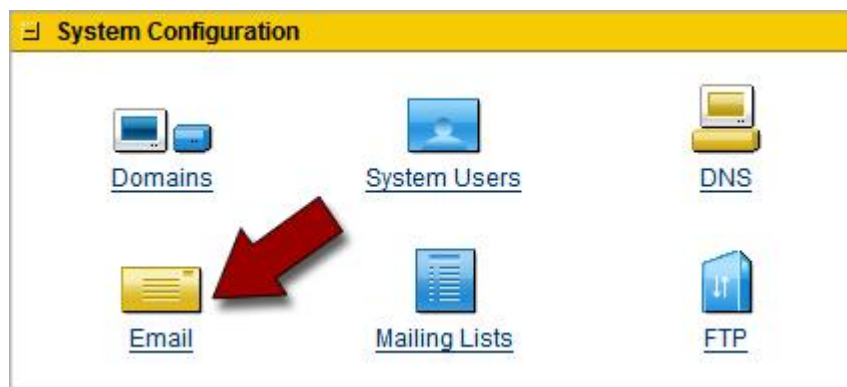 System Configuration
Domains
System Users
DNS
Email
Mailing Lists
FTP